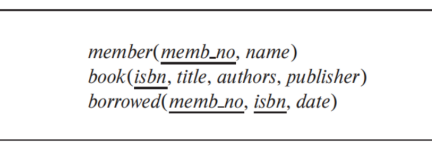 member(memb_no, name)
book(isbn, title, authors, publisher)
borrowed(memb_no, isbn, date)